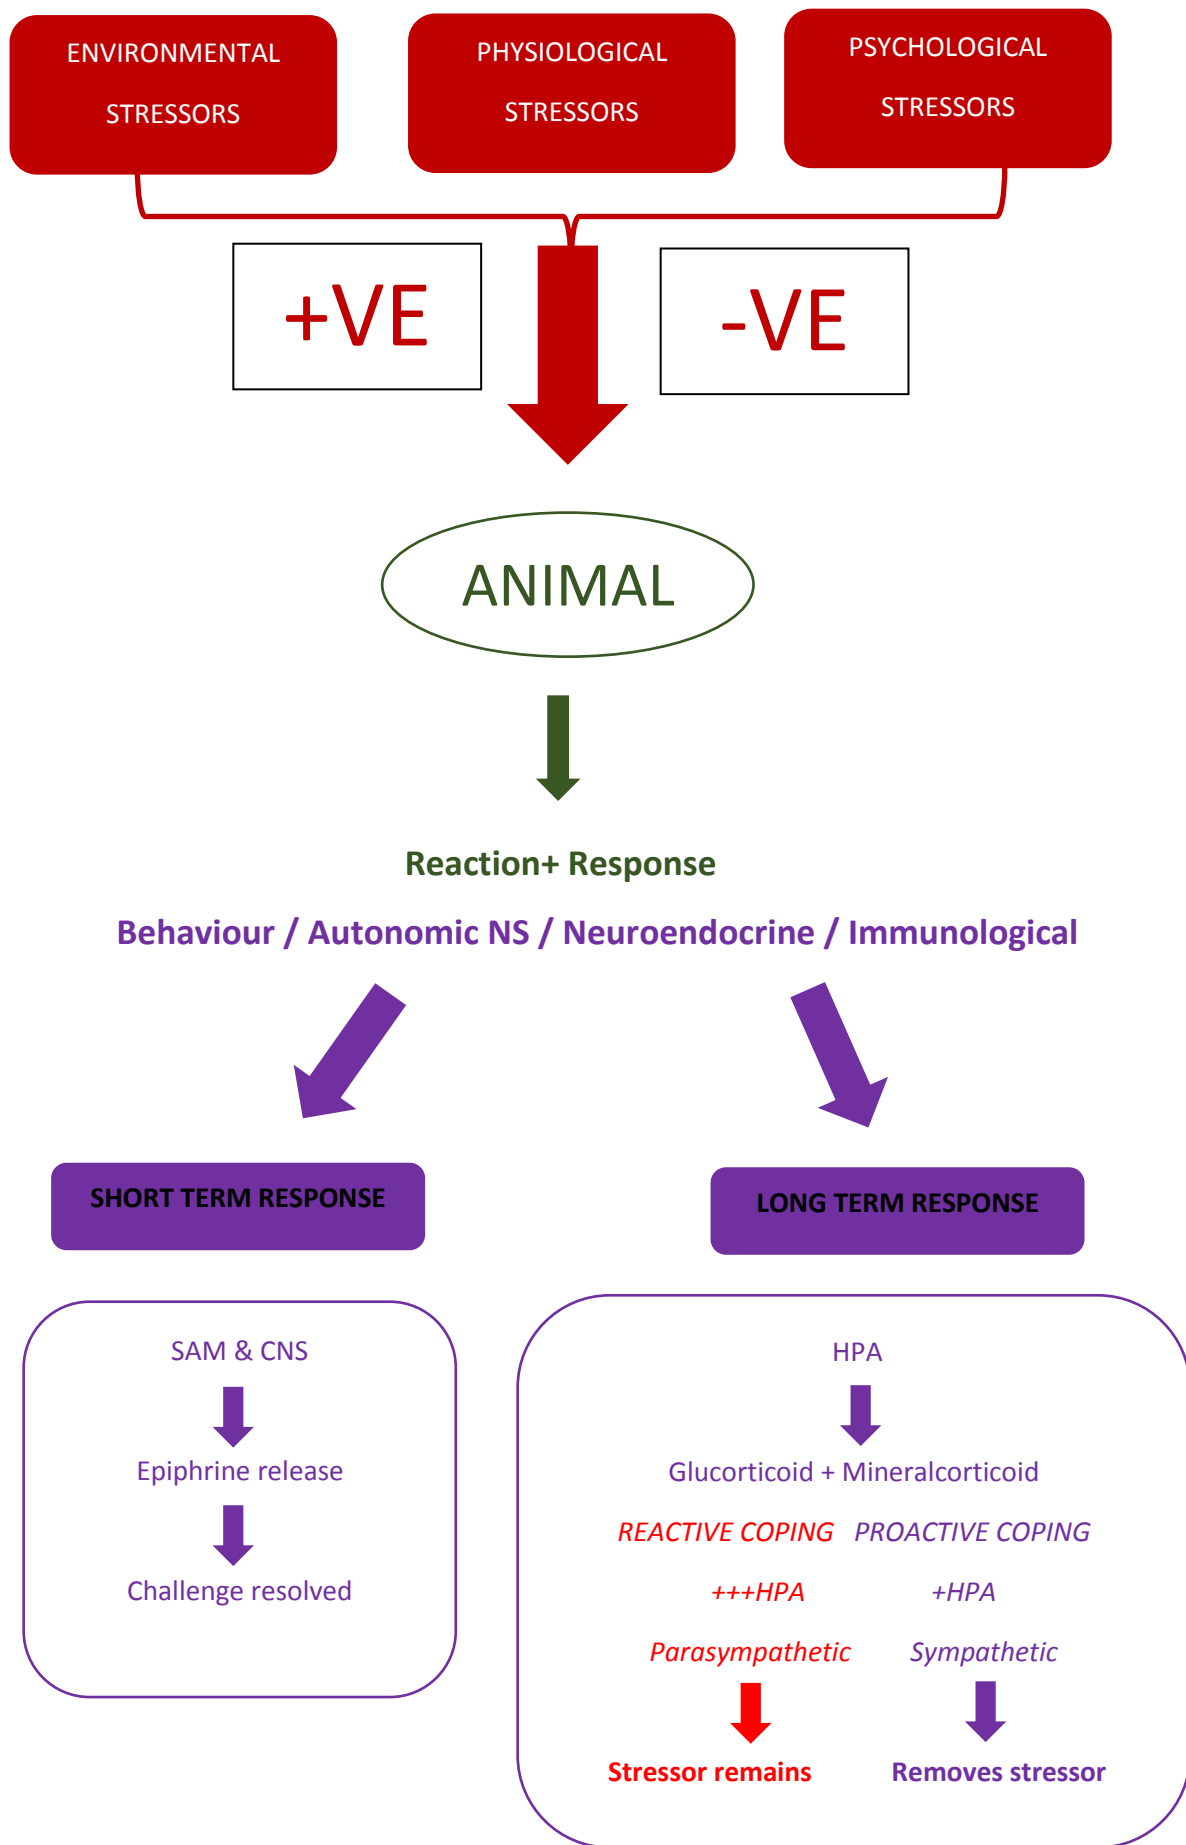 ENVIRONMENTAL
STRESSORS
PHYSIOLOGICAL
STRESSORS
PSYCHOLOGICAL
STRESSORS
+VE
-VE
ANIMAL
Reaction+ Response
Behaviour / Autonomic NS / Neuroendocrine / Immunological
SHORT TERM RESPONSE
SAM & CNS
Epiphrine release
Challenge resolved
LONG TERM RESPONSE
HPA
Glucorticoid + Mineralcorticoid
REACTIVE COPING PROACTIVE COPING
+++HPA +HPA
Parasympathetic Sympathetic
Stressor remains Removes stressor